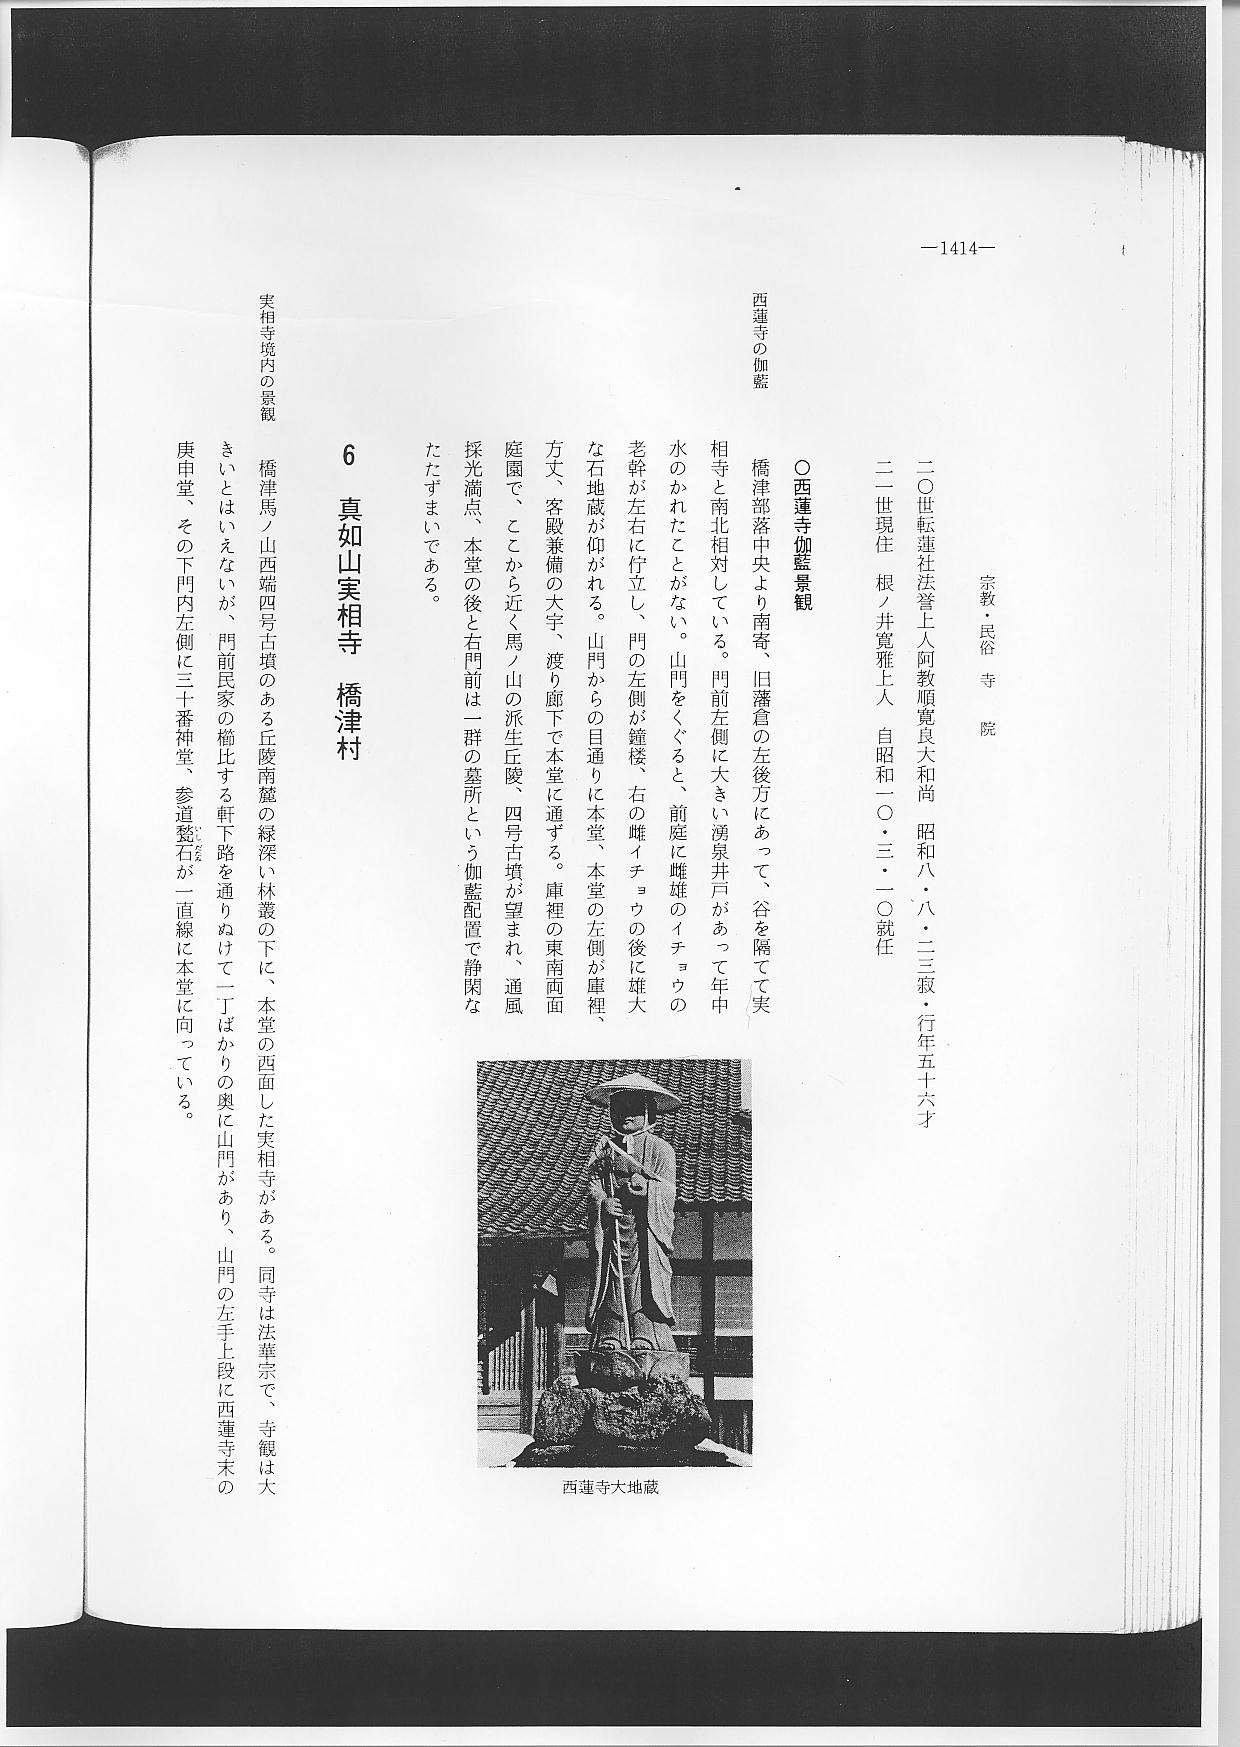 ―1414―
宗教・民俗　寺　院
二〇世転蓮社法誉上人阿教順寛良大和尚　昭和八・八・二三寂・行年五十六才
二一世現住　根ノ井寛雅上人　自昭和一〇・三・一〇就任
〇西蓮寺伽藍景観
西蓮寺の伽藍
橋津部落中央より南寄、旧藩倉の左後方にあって、谷を隔てて実
相寺と南北相対している。門前左側に大きい湧泉井戸があって年中
水のかれたことがない。山門をくぐると、前庭に雌雄のイチョウの
老幹が左右に佇立し、門の左側が鐘楼、右の雌イチョウの後に雄大
な石地蔵が仰がれる。山門からの目通りに本堂、本堂の左側が庫裡、
方丈、客殿兼備の大宇、渡り廊下で本堂に通ずる。庫裡の東南両面
庭園で、ここから近く馬ノ山の派生丘陵、四号古墳が望まれ、通風
採光満点、本堂の後と右門前は一群の墓所という伽藍配置で静閑な
たたずまいである。
西蓮寺大地蔵
6　真如山実相寺　橋津村
実相寺境内の景観
橋津馬ノ山西端四号古墳のある丘陵南麓の緑深い林叢の下に、本堂の西面した実相寺がある。同寺は法華宗で、寺観は大
きいとはいえないが、門前民家の櫛比する軒下路を通りぬけて一丁ばかりの奥に山門があり、山門の左手上段に西蓮寺末の
庚申堂、その下門内左側に三十番神堂、参道甃石が一直線に本堂に向っている。
いしだたみ